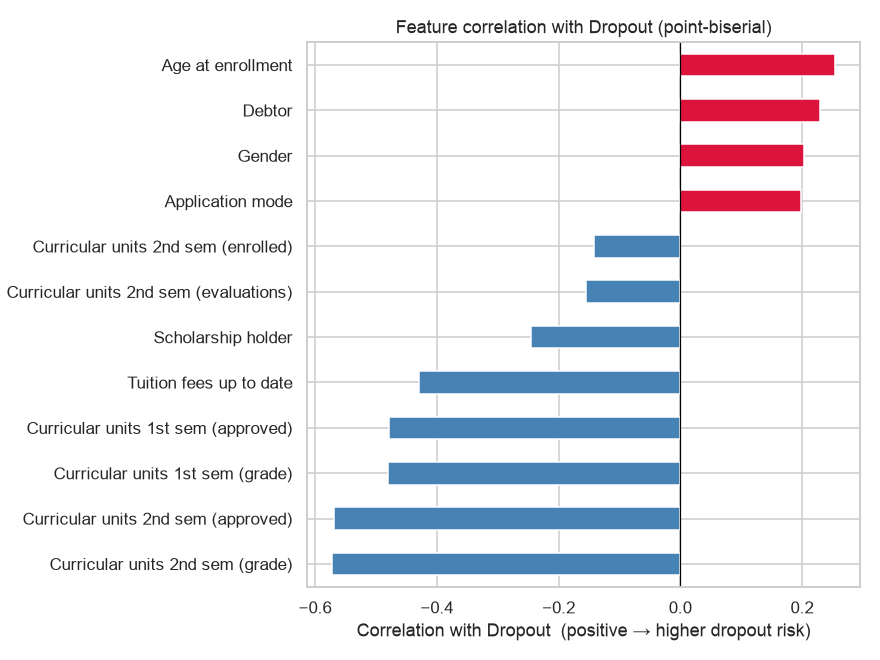 Feature correlation with Dropout (point-biserial)
Age at enrollment
Debtor
Gender
Application mode
Curricular units 2nd sem (enrolled)
Curricular units 2nd sem (evaluations)
Scholarship holder
Tuition fees up to date
Curricular units 1st sem (approved)
Curricular units 1st sem (grade)
Curricular units 2nd sem (approved)
Curricular units 2nd sem (grade)
−0.6 −0.4 −0.2 0.0 0.2
Correlation with Dropout  (positive → higher dropout risk)